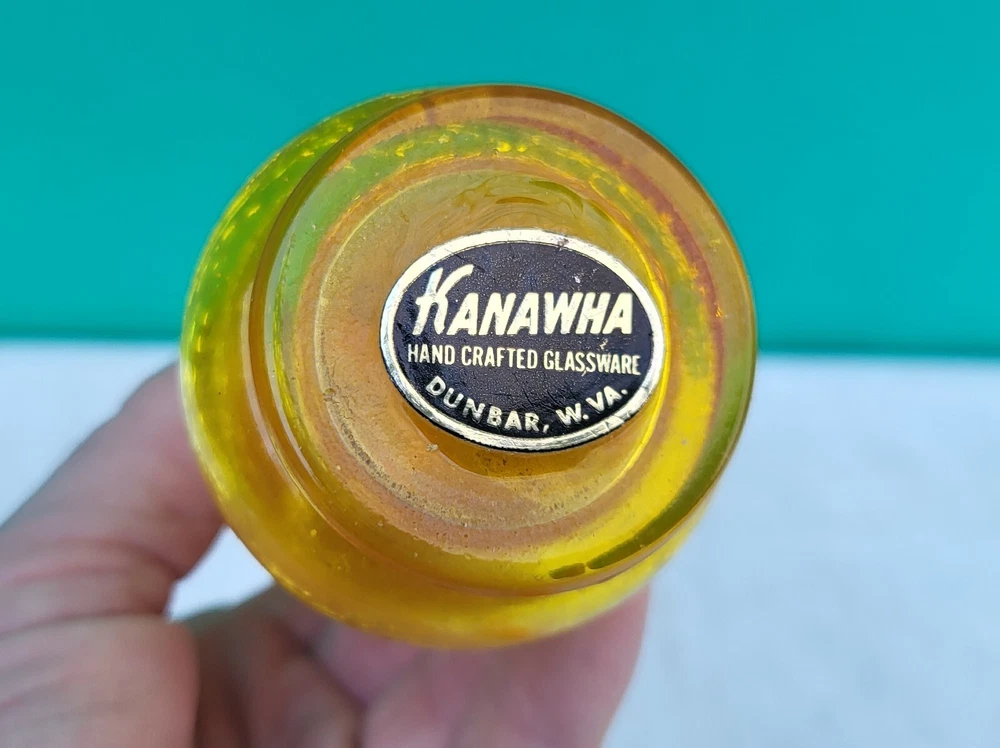 KANAWHA
HAND CRAFTED GLASSWARE
DUNBAR, W. VA.